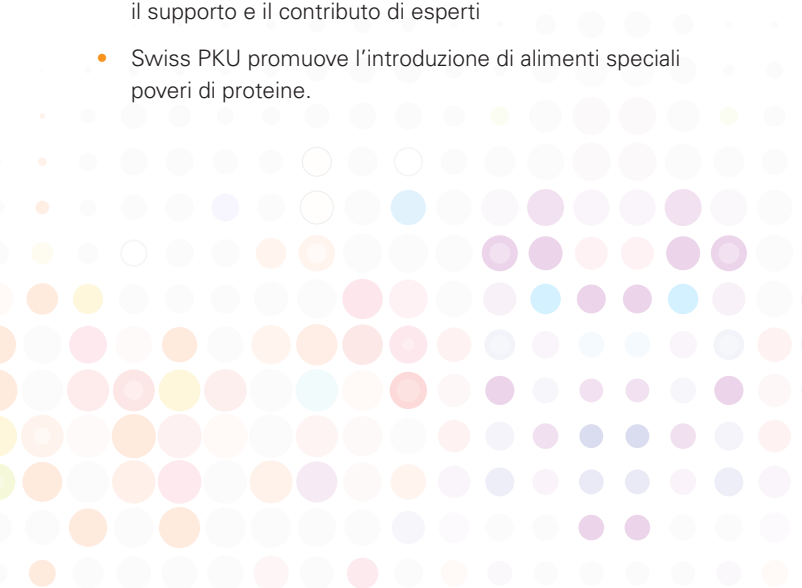 il supporto e il contributo di esperti
• Swiss PKU promuove l’introduzione di alimenti speciali
poveri di proteine.